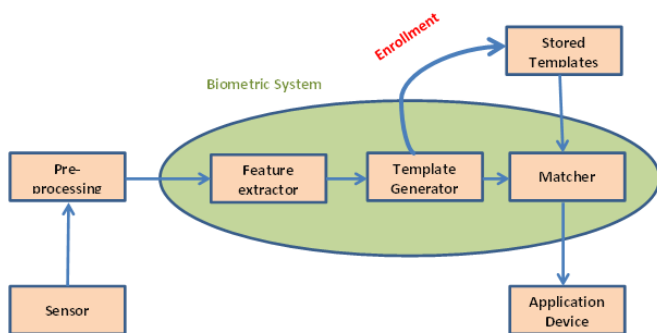 Enrollment
Stored
Templates
Biometric System
Pre-
processing
Feature
extractor
Template
Generator
Matcher
Sensor
Application
Device